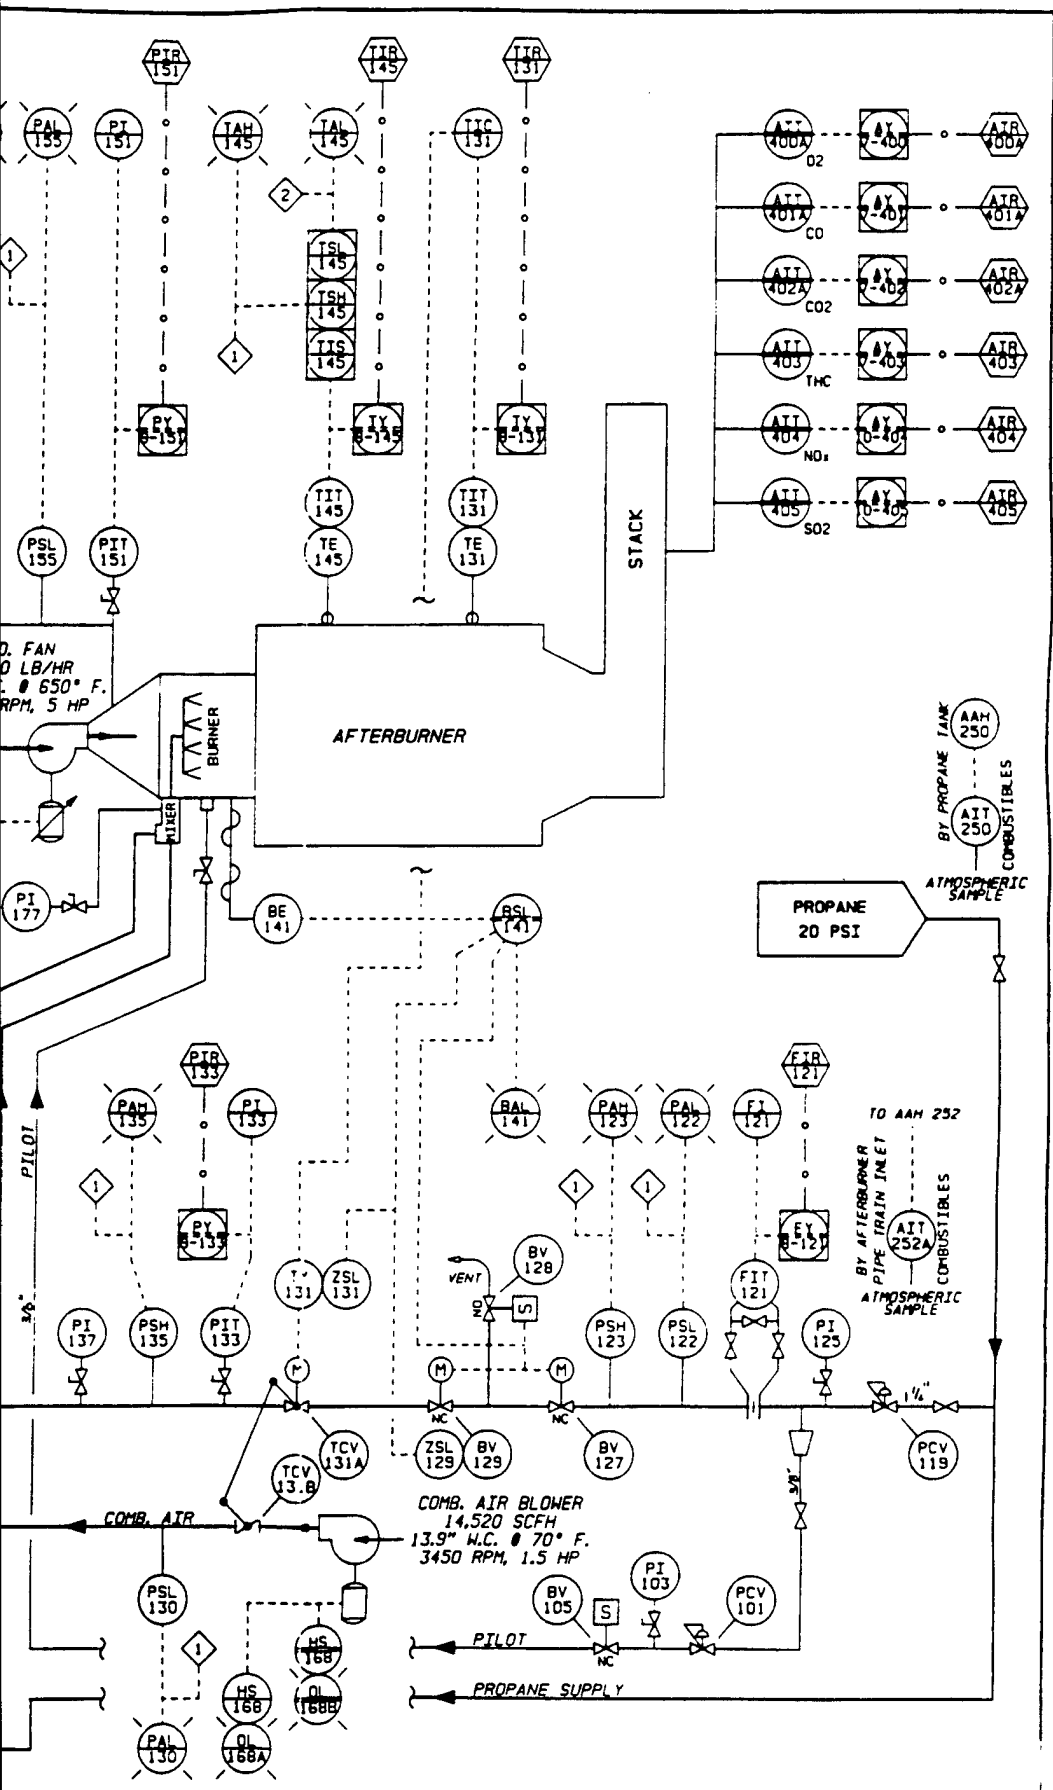 PIR
151
TIR
145
TIR
131
PAL
155
PI
151
TAH
145
TAL
145
TIC
131
AIT
400A
O2
AY
7-400
AIR
400A
2
AIT
401A
CO
AY
7-401
AIR
401A
1
TSL
145
TSH
145
TIS
145
AIT
402A
CO2
AY
7-402
AIR
402A
1
AIT
403
THC
AY
7-403
AIR
403
PY
8-151
TY
8-145
TY
8-131
AIT
404
NOx
AY
10-404
AIR
404
TIT
145
TIT
131
AIT
405
SO2
AY
10-405
AIR
405
PSL
155
PIT
151
TE
145
TE
131
STACK
D. FAN
0 LB/HR
. @ 650° F.
RPM, 5 HP
BURNER
AFTERBURNER
MIXER
BY PROPANE TANK
AAH
250
AIT
250
COMBUSTIBLES
ATMOSPHERIC
SAMPLE
PI
177
BE
141
BSL
141
PROPANE
20 PSI
PIR
133
FIR
121
PAH
135
PI
133
BAL
141
PAH
123
PAL
122
FI
121
TO AAH 252
PILOT
1
1
1
PY
8-133
FY
8-121
BY AFTERBURNER
PIPE TRAIN INLET
AIT
252A
COMBUSTIBLES
ATMOSPHERIC
SAMPLE
131
ZSL
131
VENT
BV
128
FIT
121
3/8"
PI
137
PSH
135
PIT
133
NO
S
PSH
123
PSL
122
PI
125
M
M
M
1 1/4"
NC
NC
TCV
131A
ZSL
129
BV
129
BV
127
PCV
119
TCV
13.B
3/8"
COMB. AIR
COMB. AIR BLOWER
14,520 SCFH
13.9" W.C. @ 70° F.
3450 RPM, 1.5 HP
PSL
130
BV
105
S
PI
103
PCV
101
1
HS
168
PILOT
NC
HS
168
OL
168B
PROPANE SUPPLY
PAL
130
OL
168A